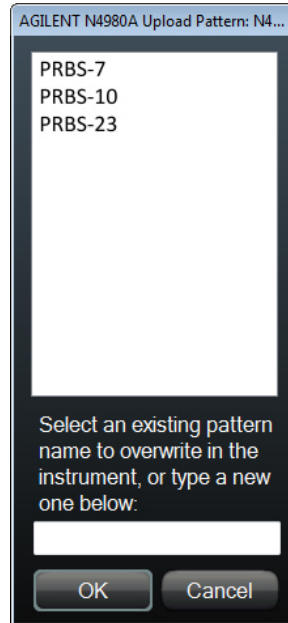 AGILENT N4980A Upload Pattern: N4...
PRBS-7
PRBS-10
PRBS-23
Select an existing pattern
name to overwrite in the
instrument, or type a new
one below:
OK Cancel